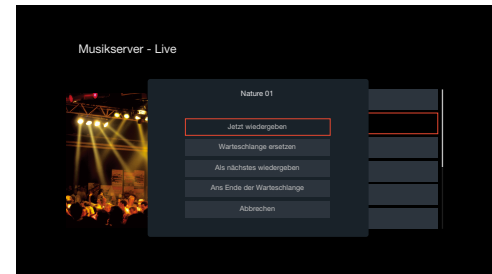 Musikserver - Live
Nature 01
Jetzt wiedergeben
Warteschlange ersetzen
Als nächstes wiedergeben
Ans Ende der Warteschlange
Abbrechen